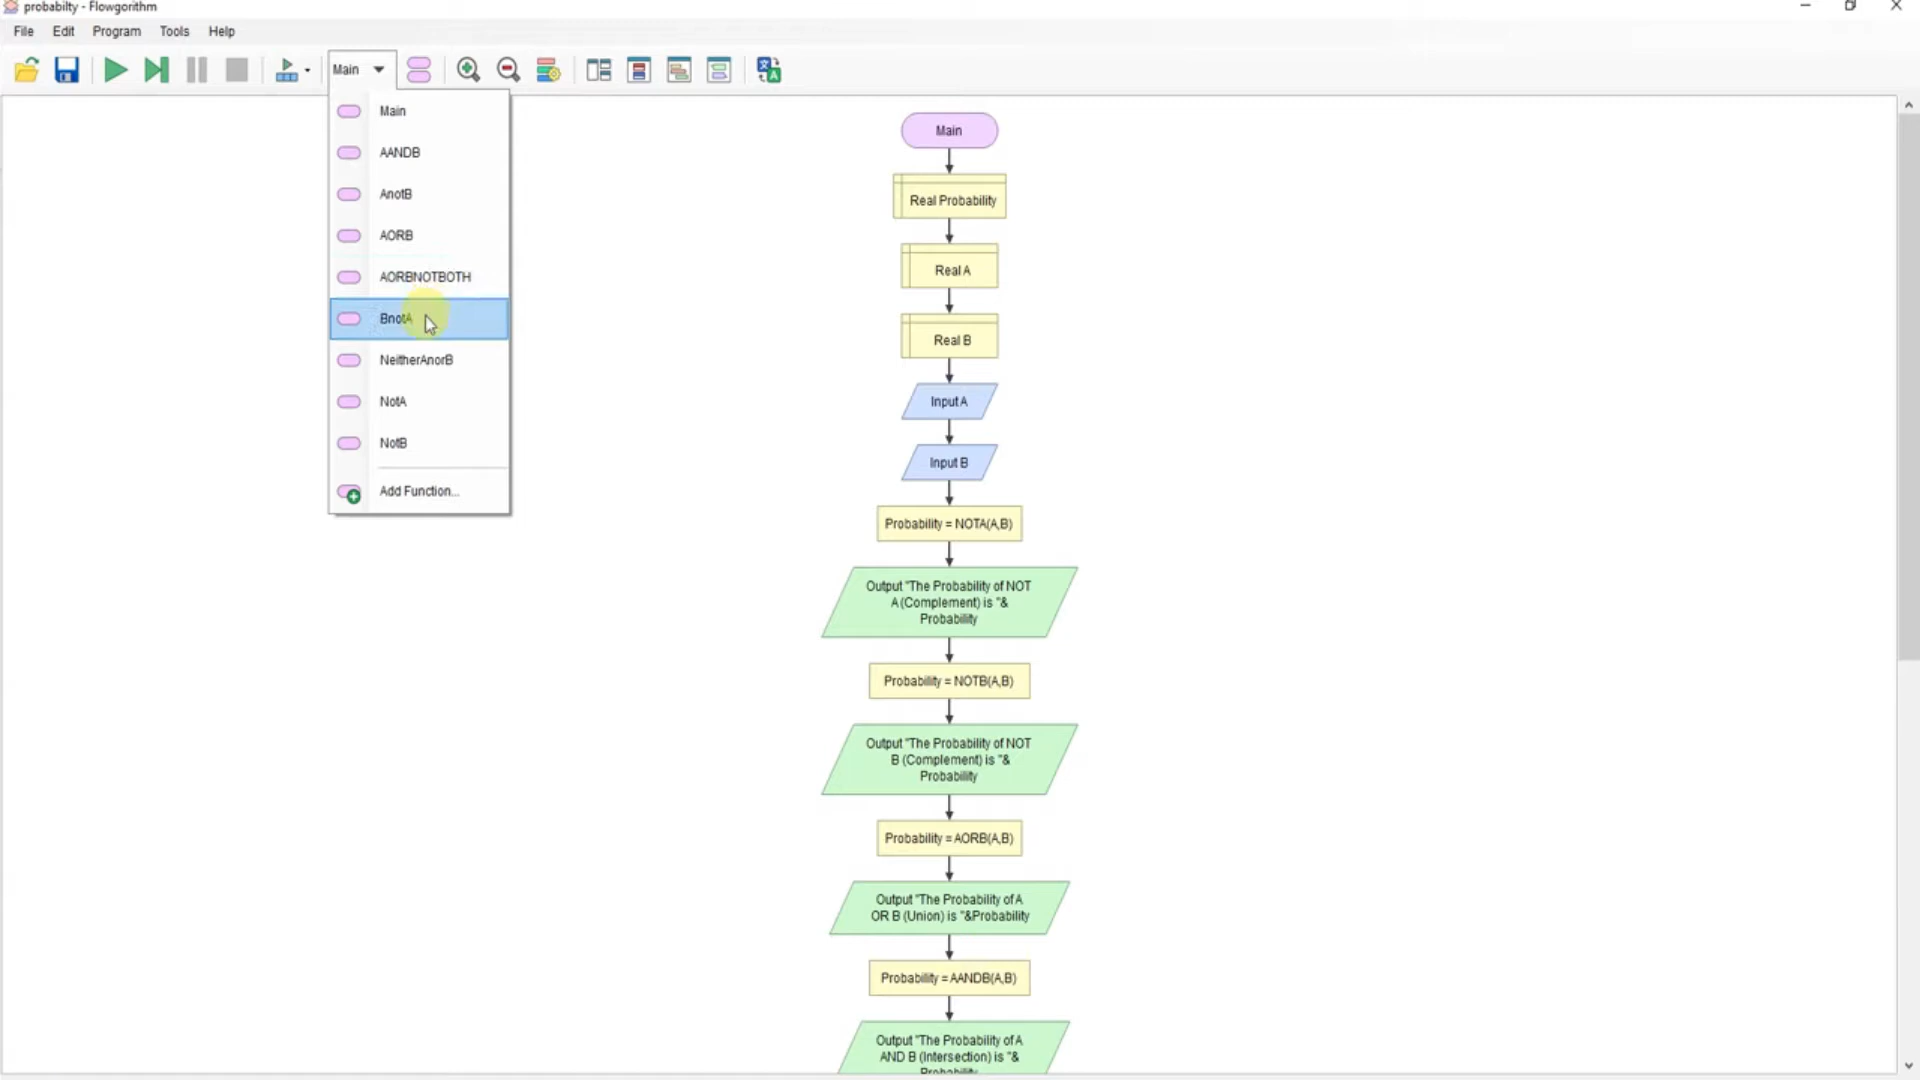 probabilty - Flowgorithm
File Edit Program Tools Help
Main
Main
AANDB
AnotB
AORB
AORBNOTBOTH
BnotA
NeitherAnorB
NotA
NotB
Add Function...
Main
Real Probability
Real A
Real B
Input A
Input B
Probability = NOTA(A,B)
Output "The Probability of NOT
A (Complement) is "&
Probability
Probability = NOTB(A,B)
Output "The Probability of NOT
B (Complement) is "&
Probability
Probability = AORB(A,B)
Output "The Probability of A
OR B (Union) is "&Probability
Probability = AANDB(A,B)
Output "The Probability of A
AND B (Intersection) is "&
Probability